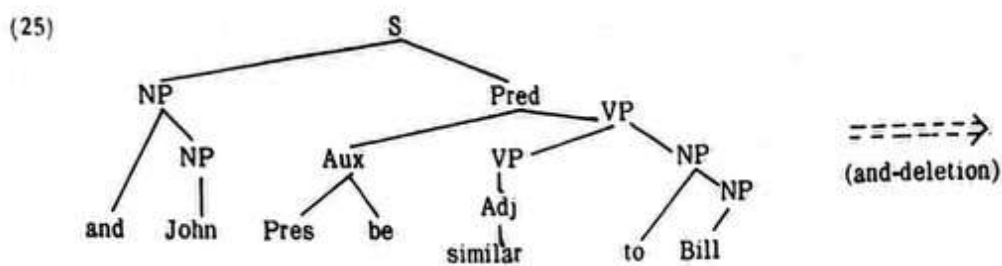 (25)
S
NP Pred VP
NP Aux VP NP
(and-deletion)
Adj NP
and John Pres be similar to Bill